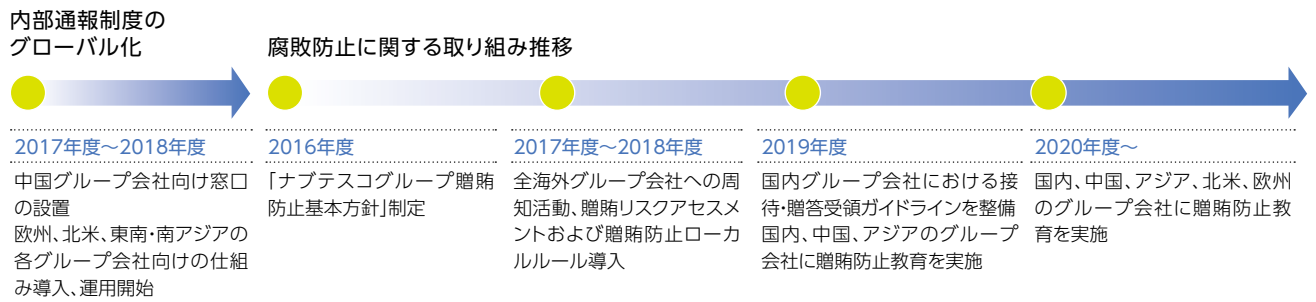 内部通報制度の
グローバル化
2017年度～2018年度
中国グループ会社向け窓口
の設置
欧州、北米、東南・南アジアの
各グループ会社向けの仕組
み導入、運用開始
腐敗防止に関する取り組み推移
2016年度
「ナブテスコグループ贈賄
防止基本方針」制定
2017年度～2018年度
全海外グループ会社への周
知活動、贈賄リスクアセスメ
ントおよび贈賄防止ローカ
ルルール導入
2019年度
国内グループ会社における接
待・贈答受領ガイドラインを整備
国内、中国、アジアのグループ
会社に贈賄防止教育を実施
2020年度～
国内、中国、アジア、北米、欧州
のグループ会社に贈賄防止教
育を実施